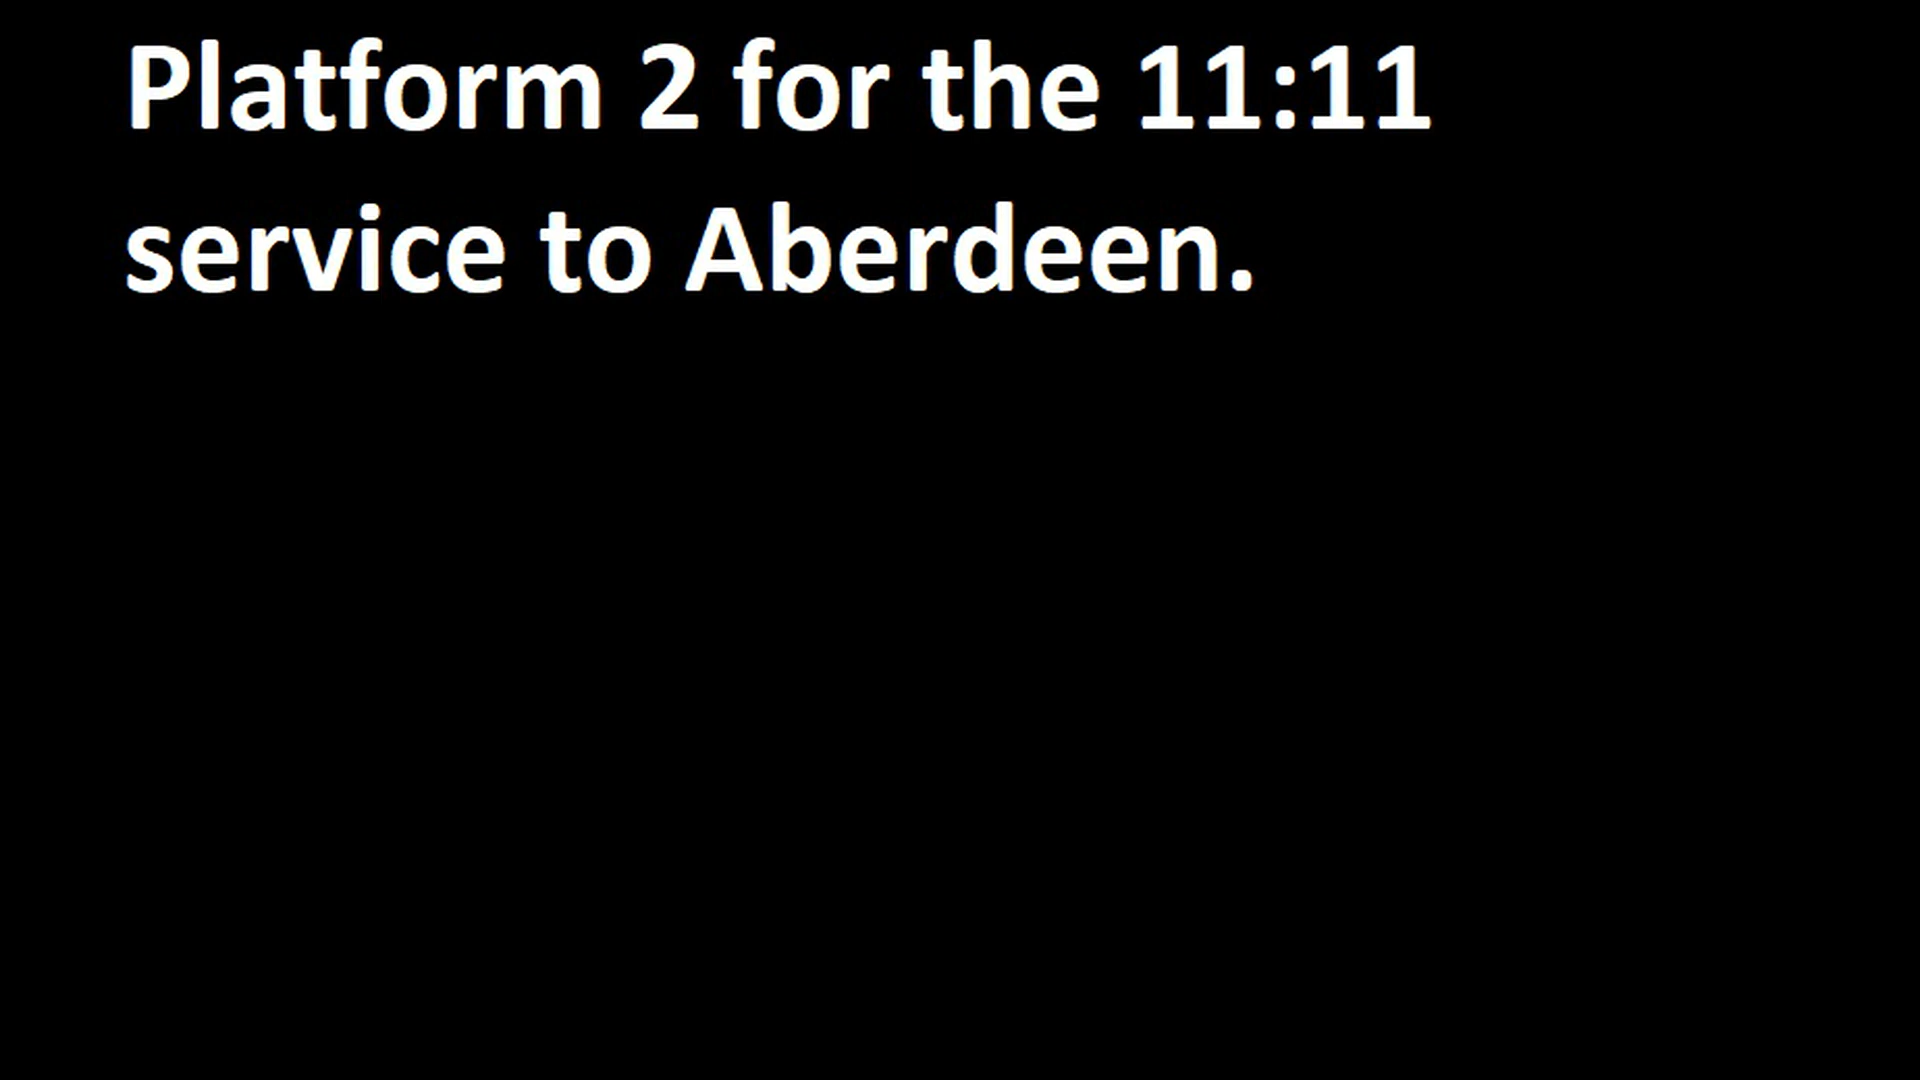 Platform 2 for the 11:11
service to Aberdeen.